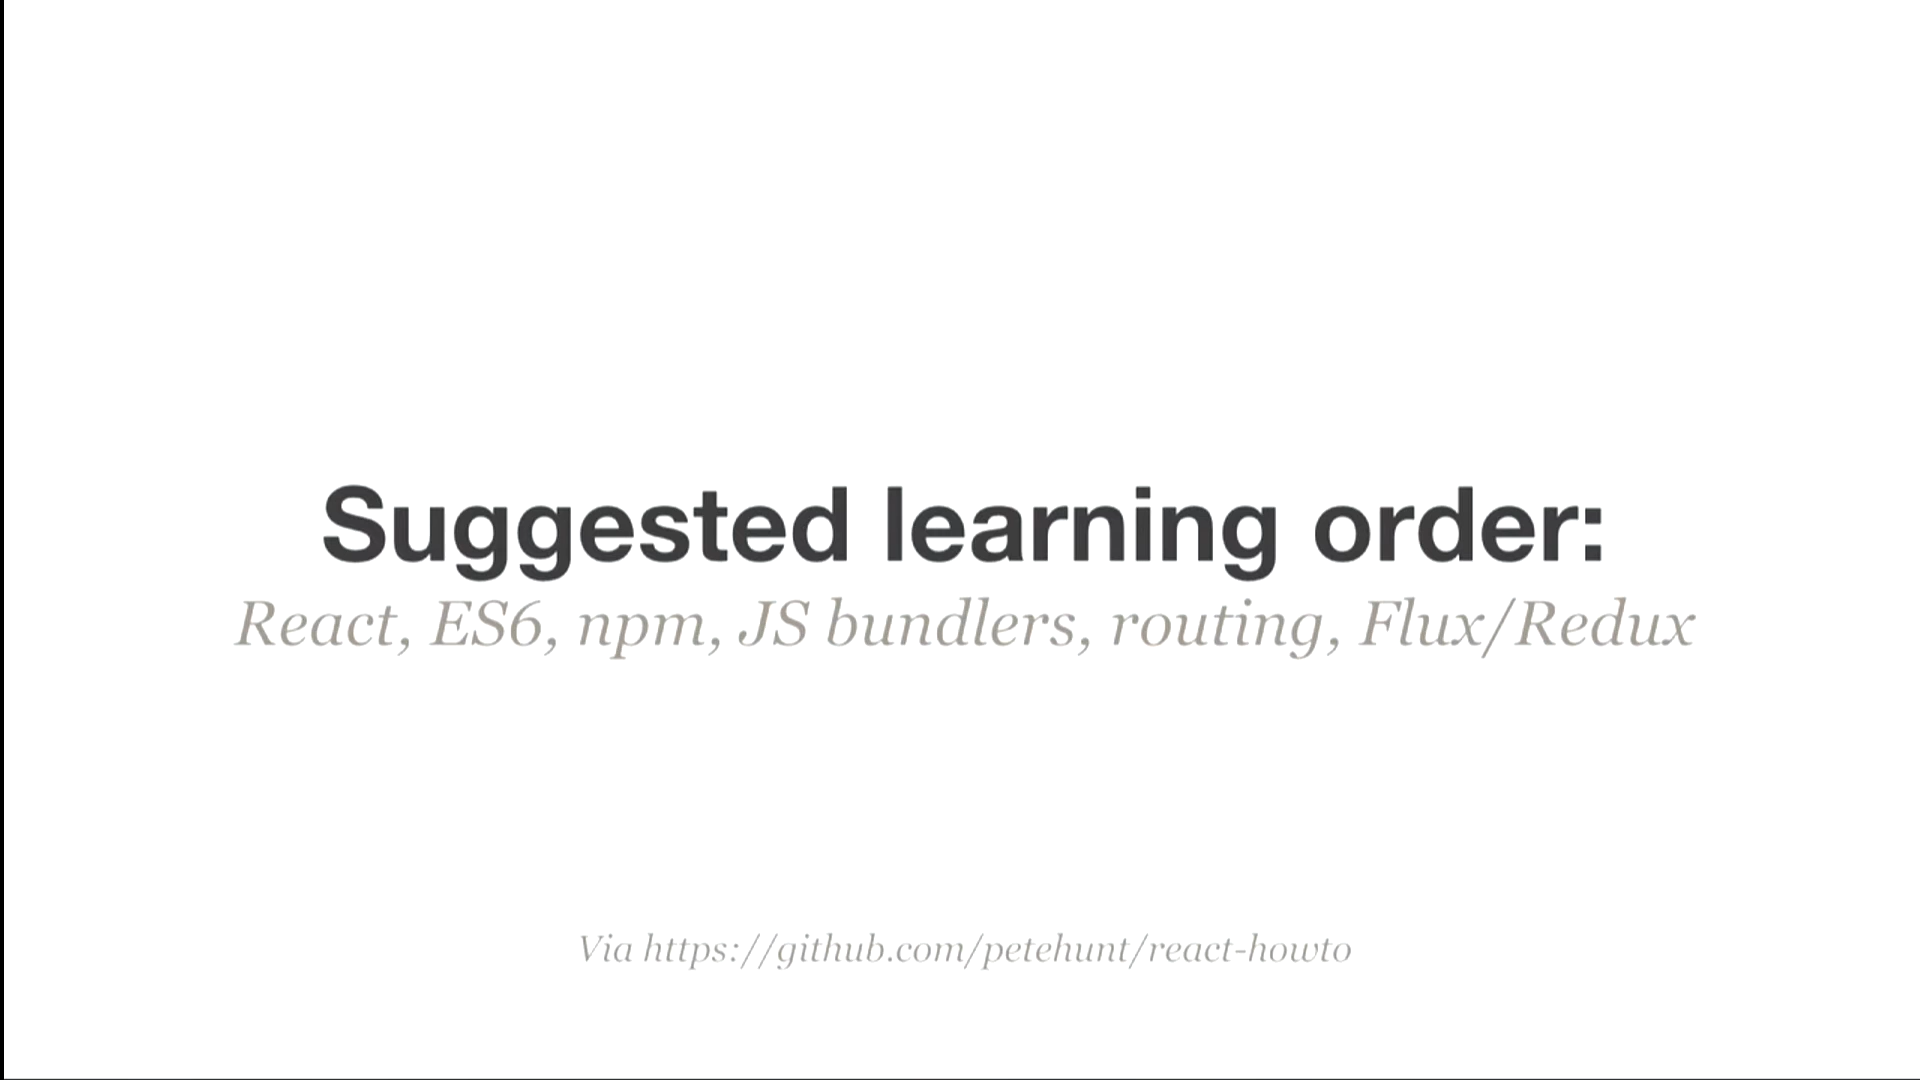 Suggested learning order:
React, ES6, npm, JS bundlers, routing, Flux/Redux
Via https://github.com/petehunt/react-howto